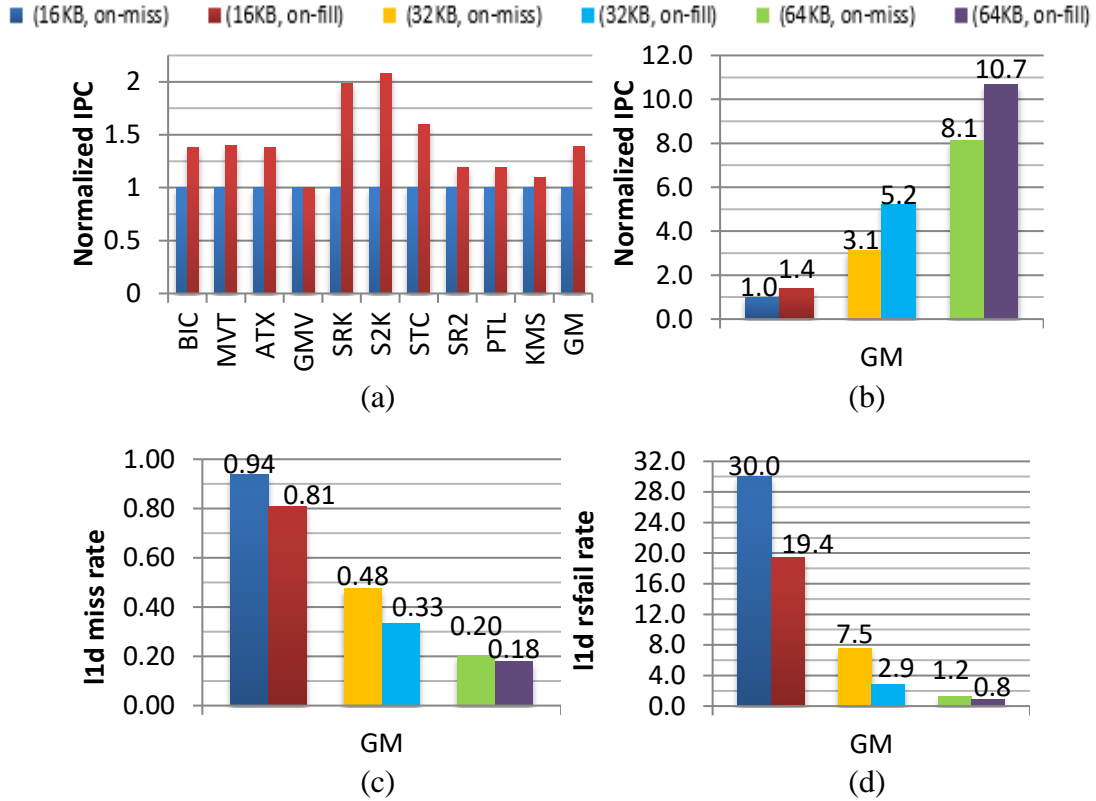 (16KB, on-miss) (16KB, on-fill) (32KB, on-miss) (32KB, on-fill) (64KB, on-miss) (64KB, on-fill)
Normalized IPC
2
1.5
1
0.5
0
BIC
MVT
ATX
GMV
SRK
S2K
STC
SR2
PTL
KMS
GM
(a)
Normalized IPC
12.0
10.0
8.0
6.0
4.0
2.0
0.0
1.0
1.4
3.1
5.2
8.1
10.7
GM
(b)
l1d miss rate
1.00
0.80
0.60
0.40
0.20
0.00
0.94
0.81
0.48
0.33
0.20
0.18
GM
(c)
l1d rsfail rate
32.0
28.0
24.0
20.0
16.0
12.0
8.0
4.0
0.0
30.0
19.4
7.5
2.9
1.2
0.8
GM
(d)